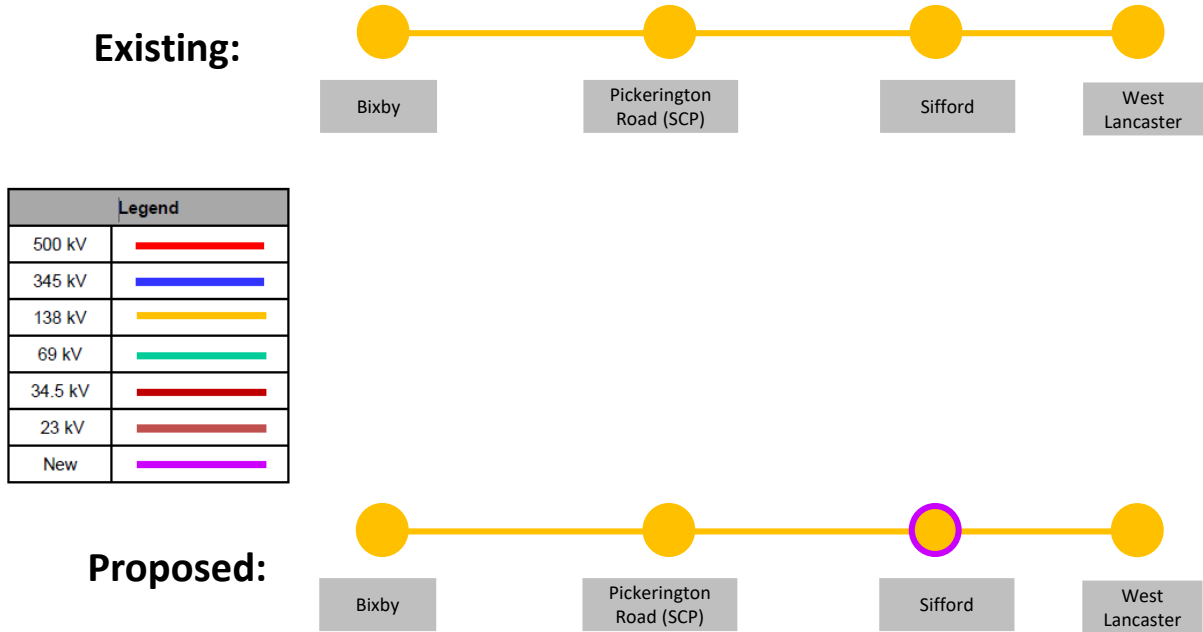 Existing:
Bixby
Pickerington
Road (SCP)
Sifford
West
Lancaster
Legend
500 kV
345 kV
138 kV
69 kV
34.5 kV
23 kV
New
Proposed:
Bixby
Pickerington
Road (SCP)
Sifford
West
Lancaster